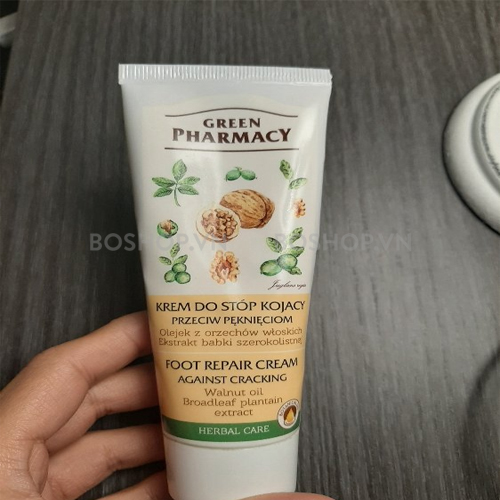 GREEN
PHARMACY
BOSHOP.VN
BOSHOP.VN
Juglans regia
KREM DO STÓP KOJĄCY
PRZECIW PĘKNIĘCIOM
Olejek z orzechów włoskich
Ekstrakt babki szerokolistnej
FOOT REPAIR CREAM
AGAINST CRACKING
Walnut oil
Broadleaf plantain
extract
HERBAL CARE